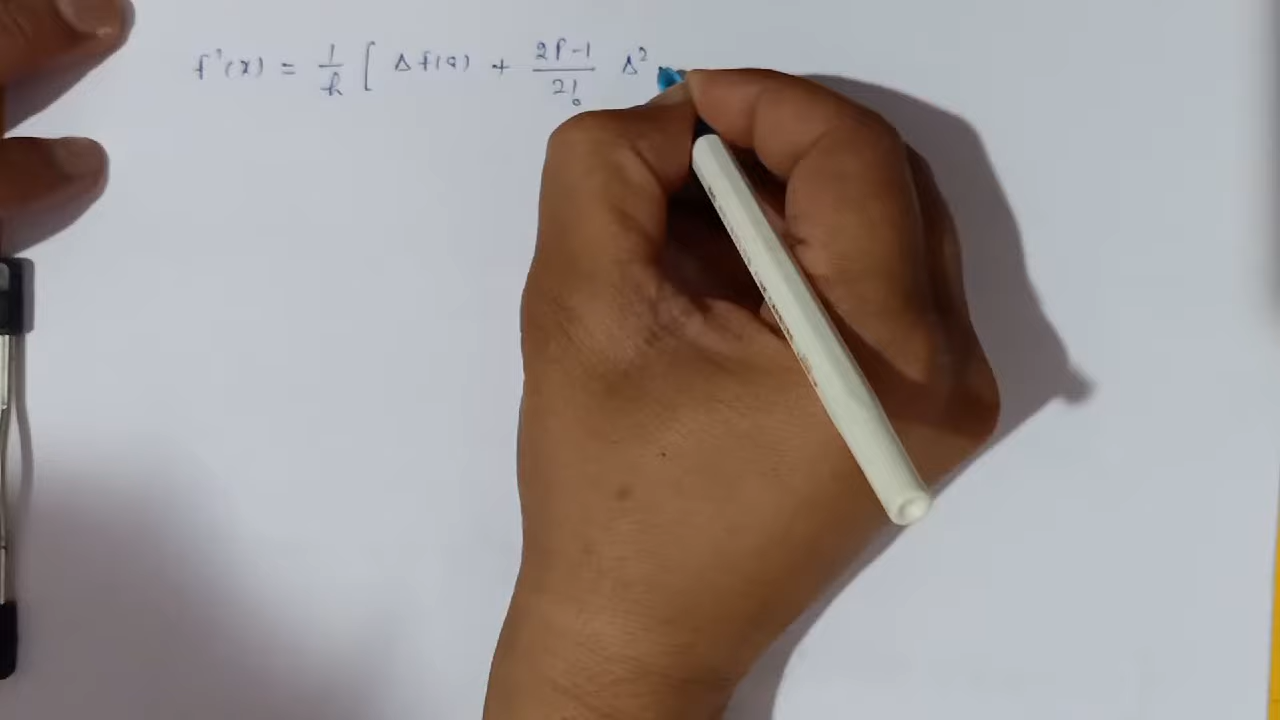 f'(x) = 1/h [ Δf(a) + 2p-1/2! Δ²